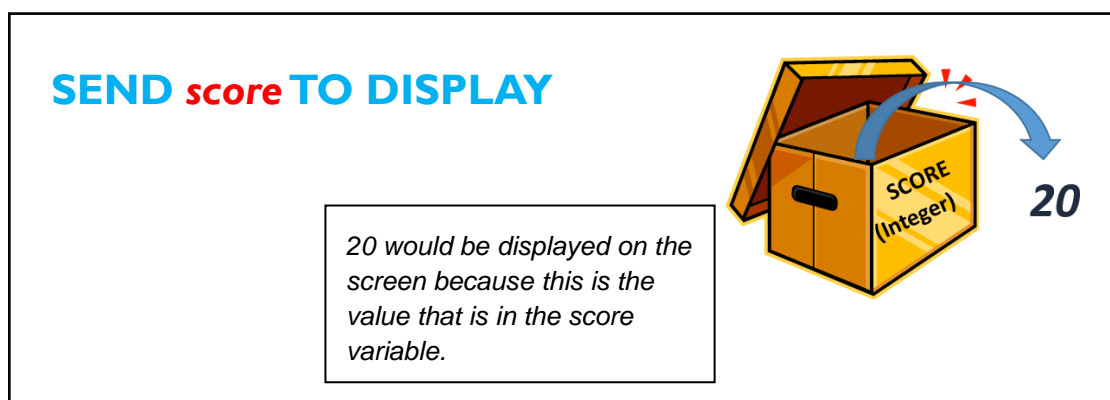 SEND score TO DISPLAY
SCORE
(Integer)
20
20 would be displayed on the
screen because this is the
value that is in the score
variable.